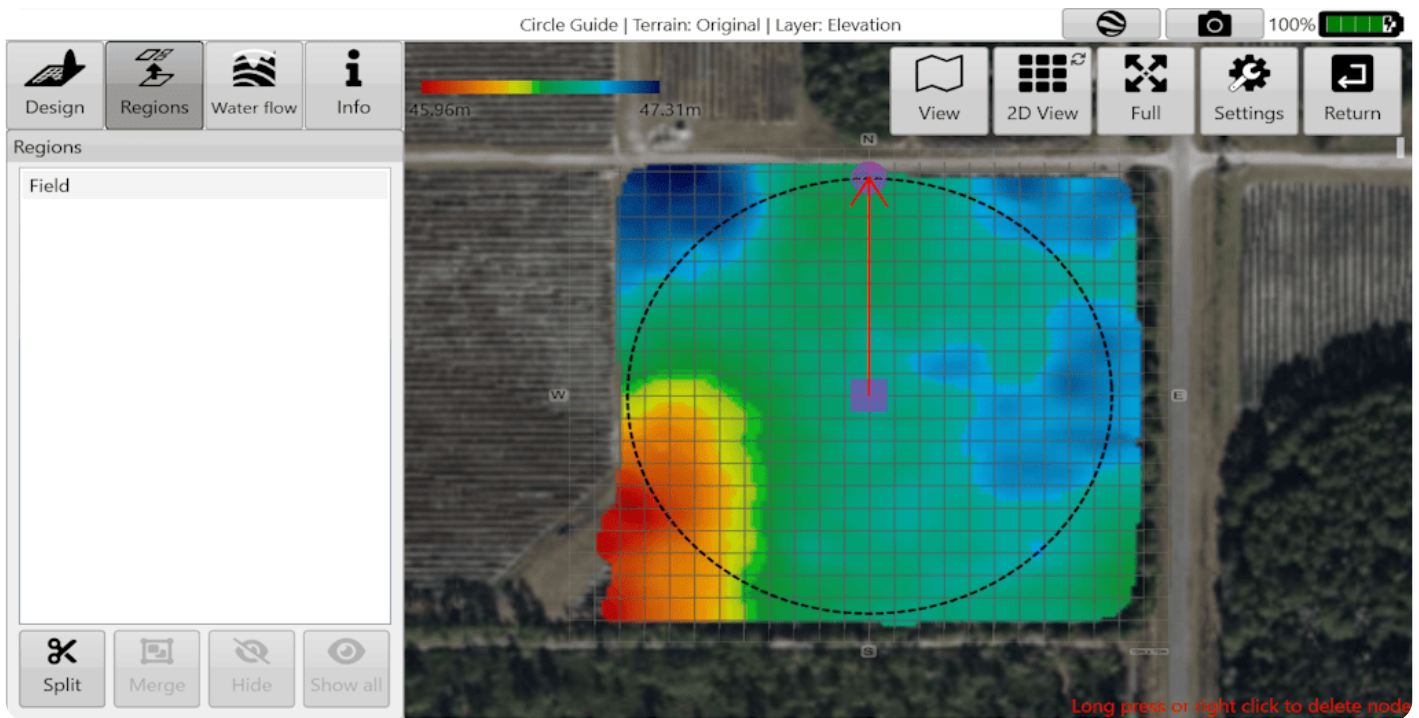 Circle Guide | Terrain: Original | Layer: Elevation
100%
Design
Regions
Water flow
Info
45.96m
47.31m
View
2D View
Full
Settings
Return
Regions
Field
N
W
E
S
Split
Merge
Hide
Show all
Long press or right click to delete node